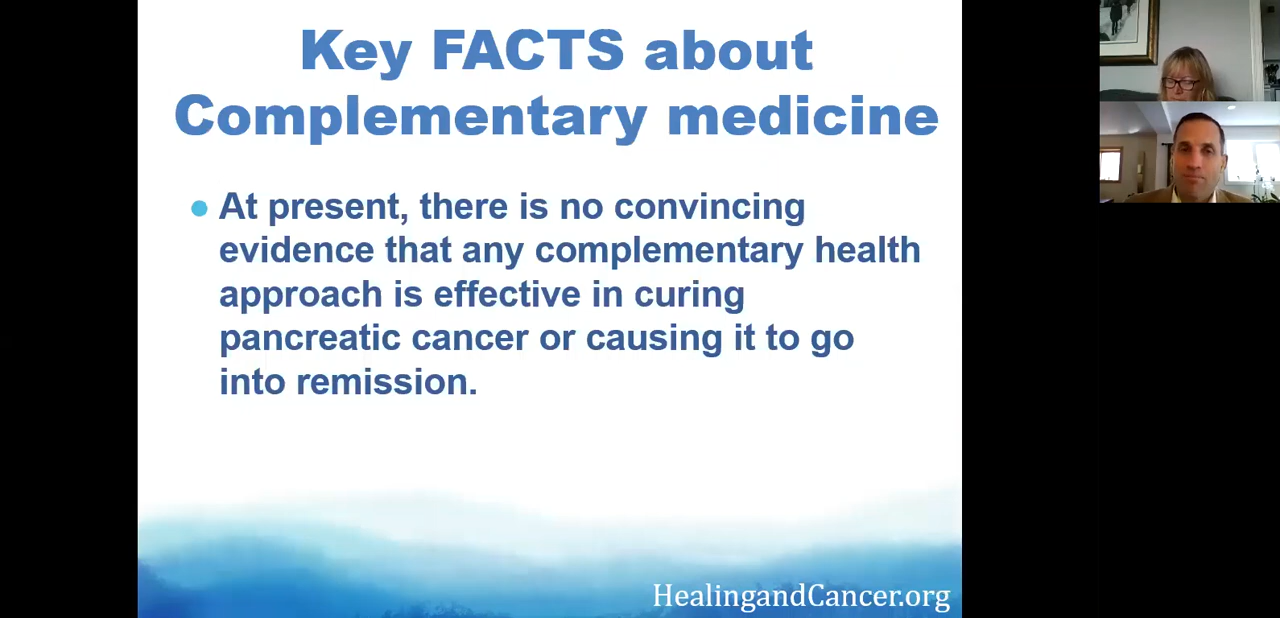 Key FACTS about
Complementary medicine
At present, there is no convincing
evidence that any complementary health
approach is effective in curing
pancreatic cancer or causing it to go
into remission.
HealingandCancer.org